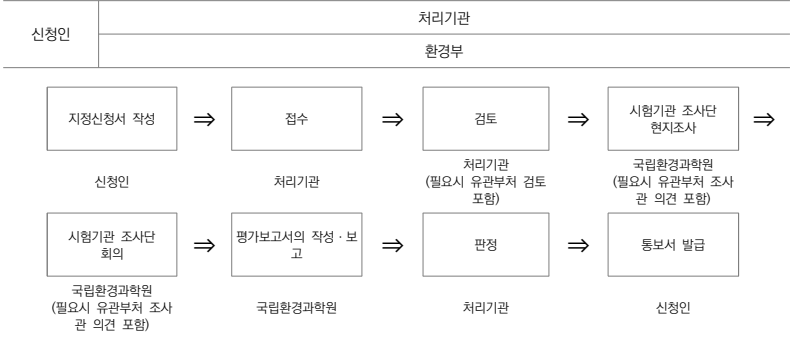 신청인
처리기관
환경부
지정신청서 작성
⇒
접수
⇒
검토
⇒
시험기관 조사단
현지조사
⇒
신청인
처리기관
처리기관
(필요시 유관부처 검토
포함)
국립환경과학원
(필요시 유관부처 조사
관 의견 포함)
시험기관 조사단
회의
⇒
평가보고서의 작성 · 보
고
⇒
판정
⇒
통보서 발급
국립환경과학원
(필요시 유관부처 조사
관 의견 포함)
국립환경과학원
처리기관
신청인